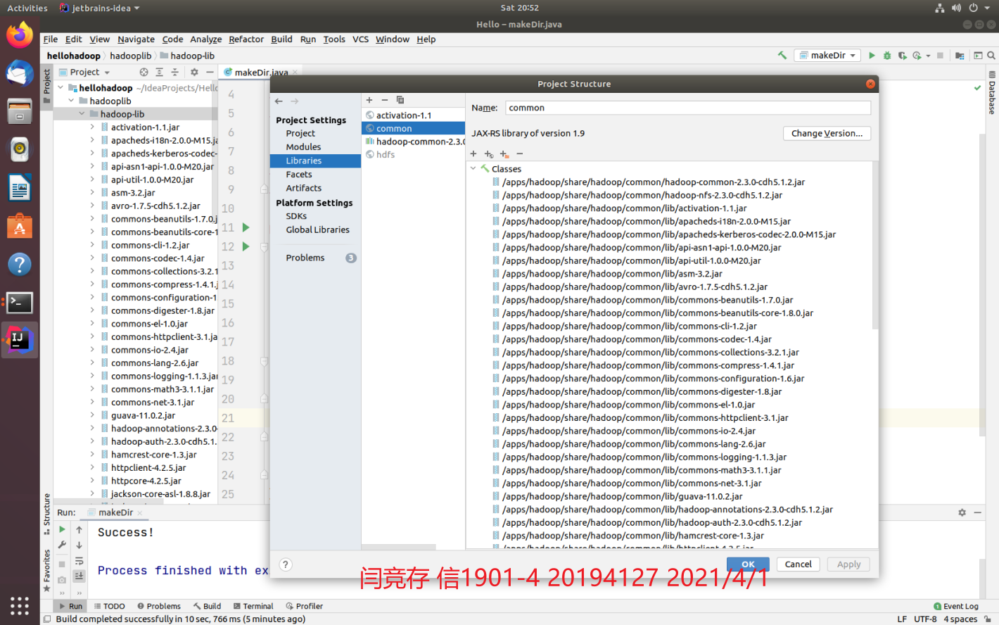 Activities
jetbrains-idea
Sat 20:52
Hello – makeDir.java
File Edit View Navigate Code Analyze Refactor Build Run Tools VCS Window Help
hellohadoop hadooplib hadoop-lib
makeDir
Project
Project
makeDir.java
Database
hellohadoop ~/IdeaProjects/Hello
hadooplib
hadoop-lib
activation-1.1.jar
apacheds-i18n-2.0.0-M15.ja
apacheds-kerberos-codec-
api-asn1-api-1.0.0-M20.jar
api-util-1.0.0-M20.jar
asm-3.2.jar
avro-1.7.5-cdh5.1.2.jar
commons-beanutils-1.7.0.j
commons-beanutils-core-1
commons-cli-1.2.jar
commons-codec-1.4.jar
commons-collections-3.2.1
commons-compress-1.4.1.j
commons-configuration-1
commons-digester-1.8.jar
commons-el-1.0.jar
commons-httpclient-3.1.ja
commons-io-2.4.jar
commons-lang-2.6.jar
commons-logging-1.1.3.jar
commons-math3-3.1.1.jar
commons-net-3.1.jar
guava-11.0.2.jar
hadoop-annotations-2.3.0-
hadoop-auth-2.3.0-cdh5.1.
hamcrest-core-1.3.jar
httpclient-4.2.5.jar
httpcore-4.2.5.jar
jackson-core-asl-1.8.8.jar
4
5
6
7
8
9
10
11
12
13
14
15
16
17
18
19
20
21
22
23
24
25
Project Structure
Project Settings
Project
Modules
Libraries
Facets
Artifacts
Platform Settings
SDKs
Global Libraries
Problems 3
activation-1.1
common
hadoop-common-2.3.0
hdfs
Name: common
JAX-RS library of version 1.9
Change Version...
Classes
/apps/hadoop/share/hadoop/common/hadoop-common-2.3.0-cdh5.1.2.jar
/apps/hadoop/share/hadoop/common/hadoop-nfs-2.3.0-cdh5.1.2.jar
/apps/hadoop/share/hadoop/common/lib/activation-1.1.jar
/apps/hadoop/share/hadoop/common/lib/apacheds-i18n-2.0.0-M15.jar
/apps/hadoop/share/hadoop/common/lib/apacheds-kerberos-codec-2.0.0-M15.jar
/apps/hadoop/share/hadoop/common/lib/api-asn1-api-1.0.0-M20.jar
/apps/hadoop/share/hadoop/common/lib/api-util-1.0.0-M20.jar
/apps/hadoop/share/hadoop/common/lib/asm-3.2.jar
/apps/hadoop/share/hadoop/common/lib/avro-1.7.5-cdh5.1.2.jar
/apps/hadoop/share/hadoop/common/lib/commons-beanutils-1.7.0.jar
/apps/hadoop/share/hadoop/common/lib/commons-beanutils-core-1.8.0.jar
/apps/hadoop/share/hadoop/common/lib/commons-cli-1.2.jar
/apps/hadoop/share/hadoop/common/lib/commons-codec-1.4.jar
/apps/hadoop/share/hadoop/common/lib/commons-collections-3.2.1.jar
/apps/hadoop/share/hadoop/common/lib/commons-compress-1.4.1.jar
/apps/hadoop/share/hadoop/common/lib/commons-configuration-1.6.jar
/apps/hadoop/share/hadoop/common/lib/commons-digester-1.8.jar
/apps/hadoop/share/hadoop/common/lib/commons-el-1.0.jar
/apps/hadoop/share/hadoop/common/lib/commons-httpclient-3.1.jar
/apps/hadoop/share/hadoop/common/lib/commons-io-2.4.jar
/apps/hadoop/share/hadoop/common/lib/commons-lang-2.6.jar
/apps/hadoop/share/hadoop/common/lib/commons-logging-1.1.3.jar
/apps/hadoop/share/hadoop/common/lib/commons-math3-3.1.1.jar
/apps/hadoop/share/hadoop/common/lib/commons-net-3.1.jar
/apps/hadoop/share/hadoop/common/lib/guava-11.0.2.jar
/apps/hadoop/share/hadoop/common/lib/hadoop-annotations-2.3.0-cdh5.1.2.jar
/apps/hadoop/share/hadoop/common/lib/hadoop-auth-2.3.0-cdh5.1.2.jar
/apps/hadoop/share/hadoop/common/lib/hamcrest-core-1.3.jar
/apps/hadoop/share/hadoop/common/lib/httpclient-4.2.5.jar
OK Cancel Apply
Structure
Favorites
Run: makeDir
Success!
Process finished with ex
闫竞存 信1901-4 20194127 2021/4/1
Run TODO Problems Build Terminal Profiler
1 Event Log
Build completed successfully in 10 sec, 766 ms (5 minutes ago)
LF UTF-8 4 spaces